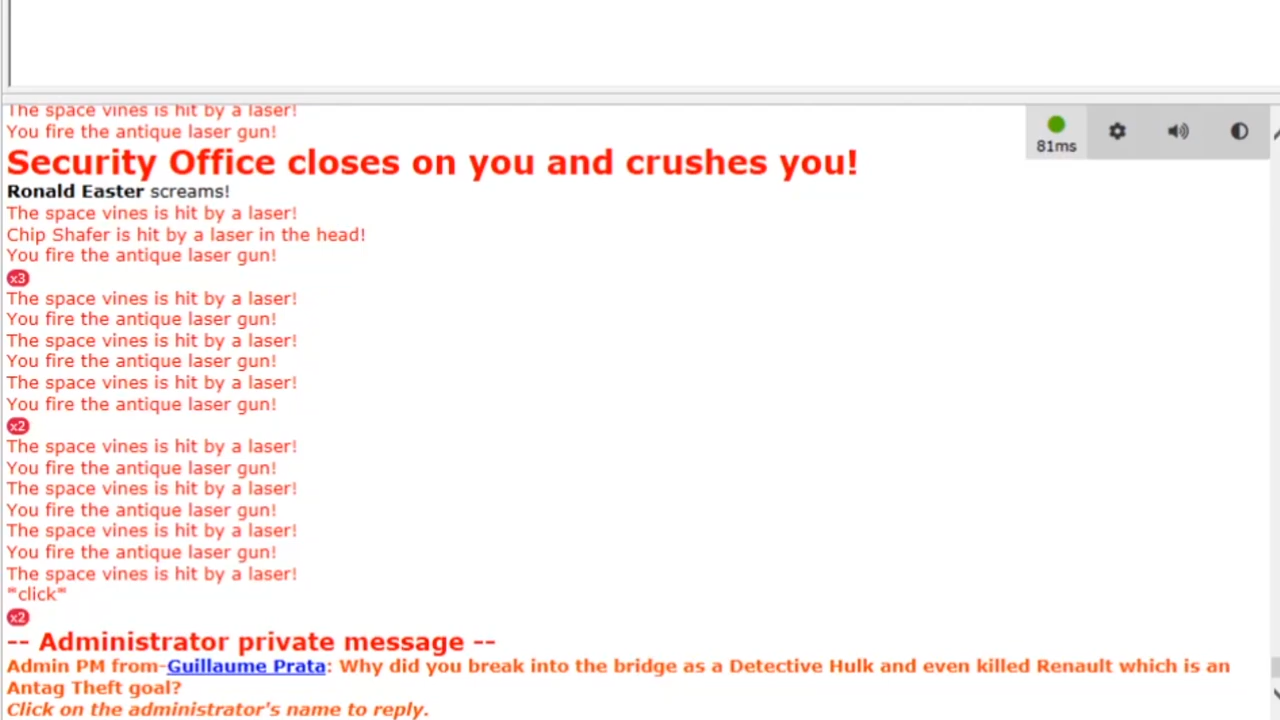 The space vines is hit by a laser!
You fire the antique laser gun!
81ms
Security Office closes on you and crushes you!
Ronald Easter screams!
The space vines is hit by a laser!
Chip Shafer is hit by a laser in the head!
You fire the antique laser gun!
x3
The space vines is hit by a laser!
You fire the antique laser gun!
The space vines is hit by a laser!
You fire the antique laser gun!
The space vines is hit by a laser!
You fire the antique laser gun!
x2
The space vines is hit by a laser!
You fire the antique laser gun!
The space vines is hit by a laser!
You fire the antique laser gun!
The space vines is hit by a laser!
You fire the antique laser gun!
The space vines is hit by a laser!
*click*
x2
-- Administrator private message --
Admin PM from-Guillaume Prata: Why did you break into the bridge as a Detective Hulk and even killed Renault which is an
Antag Theft goal?
Click on the administrator's name to reply.